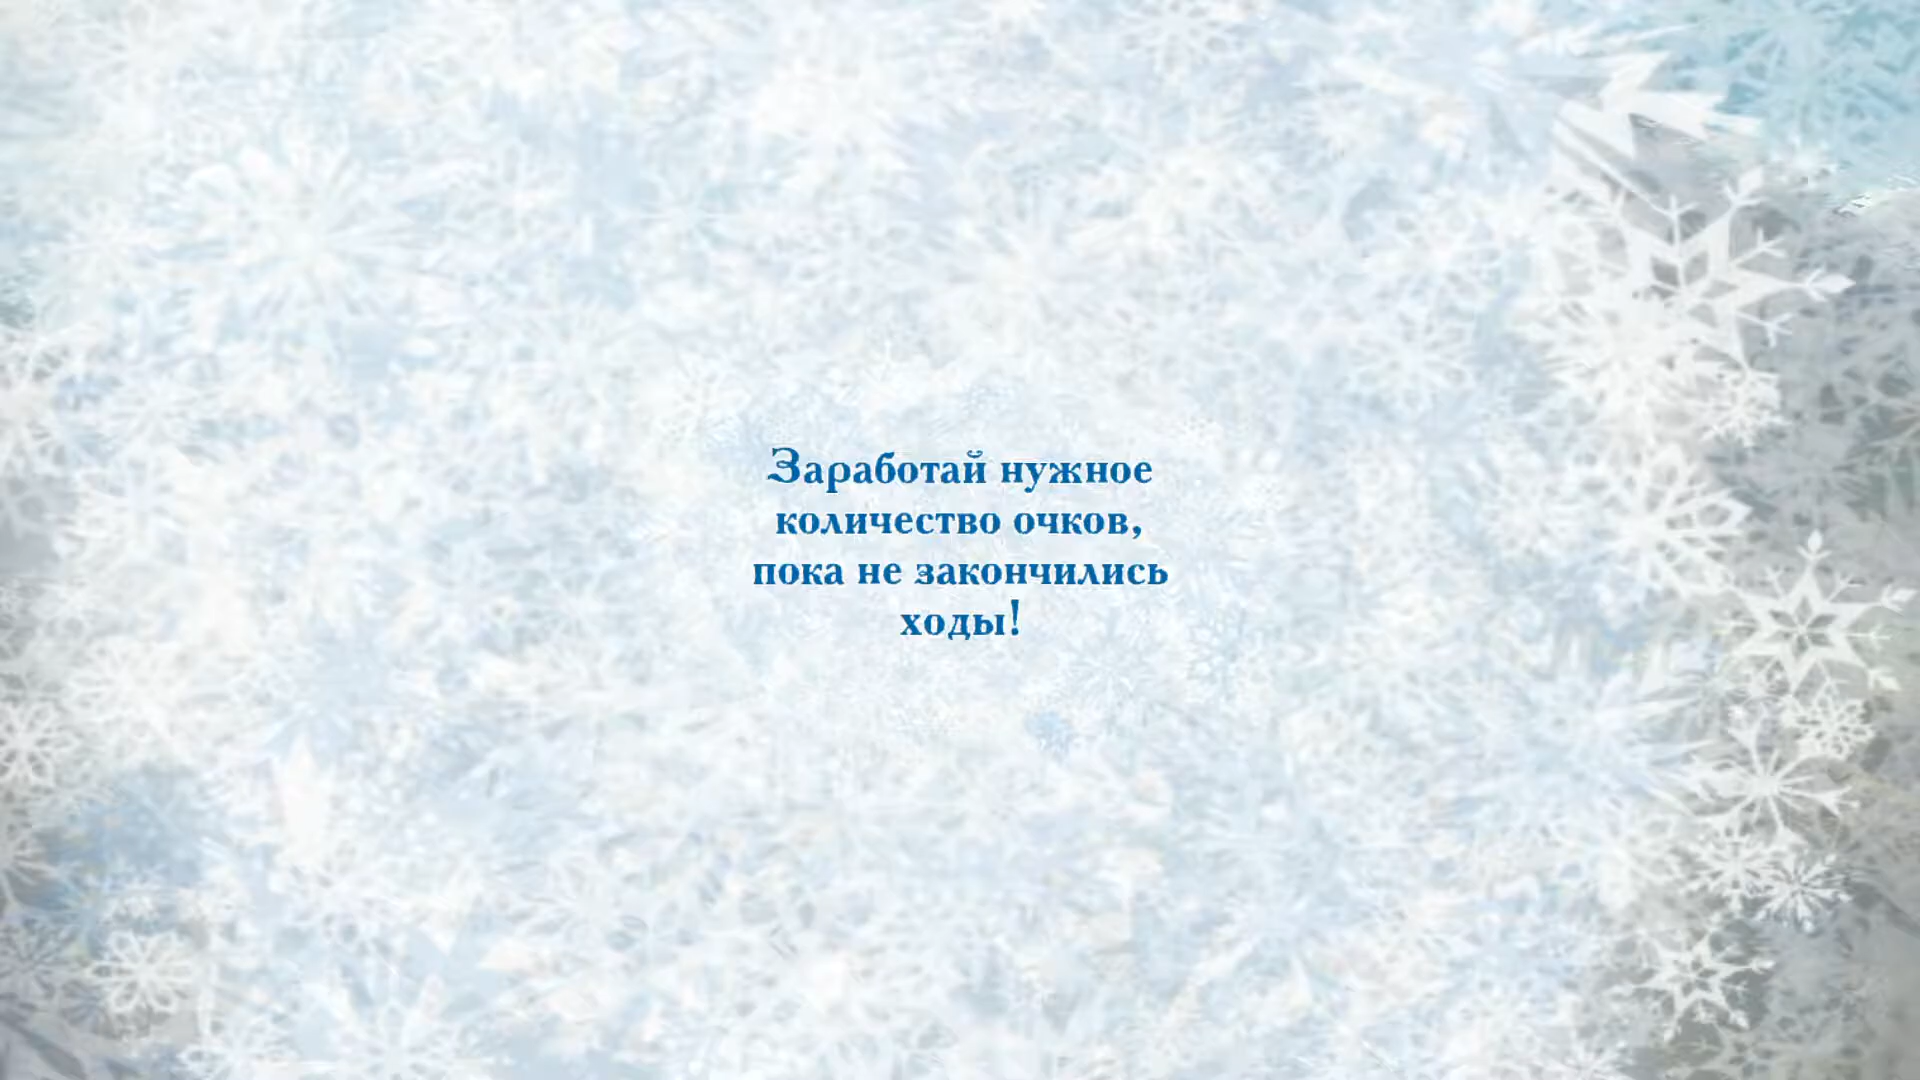 Заработай нужное
количество очков,
пока не закончились
ходы!